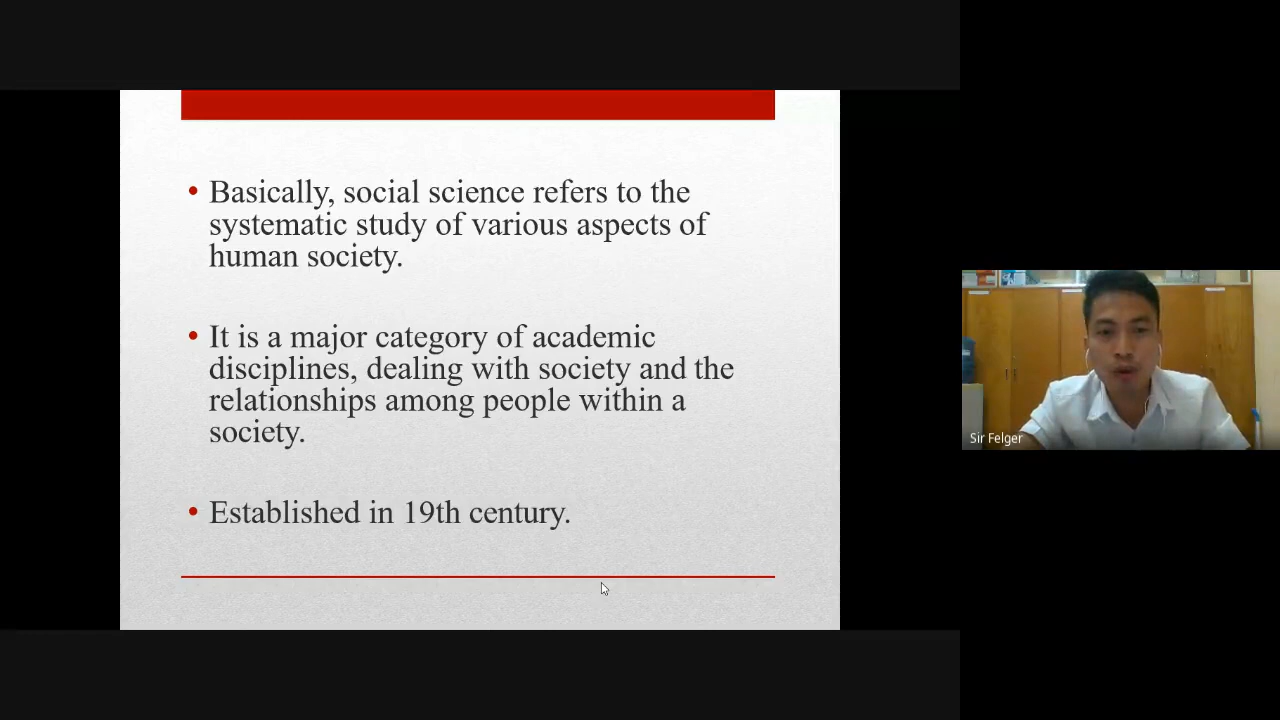 • Basically, social science refers to the
systematic study of various aspects of
human society.
• It is a major category of academic
disciplines, dealing with society and the
relationships among people within a
society.
• Established in 19th century.
Sir Felger